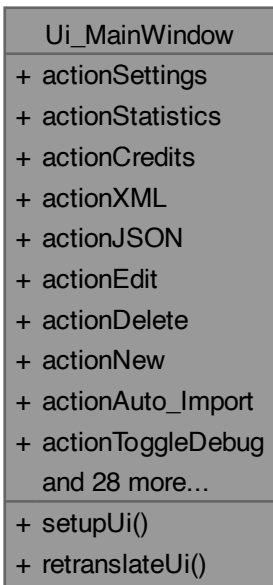 Ui_MainWindow
+ actionSettings
+ actionStatistics
+ actionCredits
+ actionXML
+ actionJSON
+ actionEdit
+ actionDelete
+ actionNew
+ actionAuto_Import
+ actionToggleDebug
and 28 more...
+ setupUi()
+ retranslateUi()